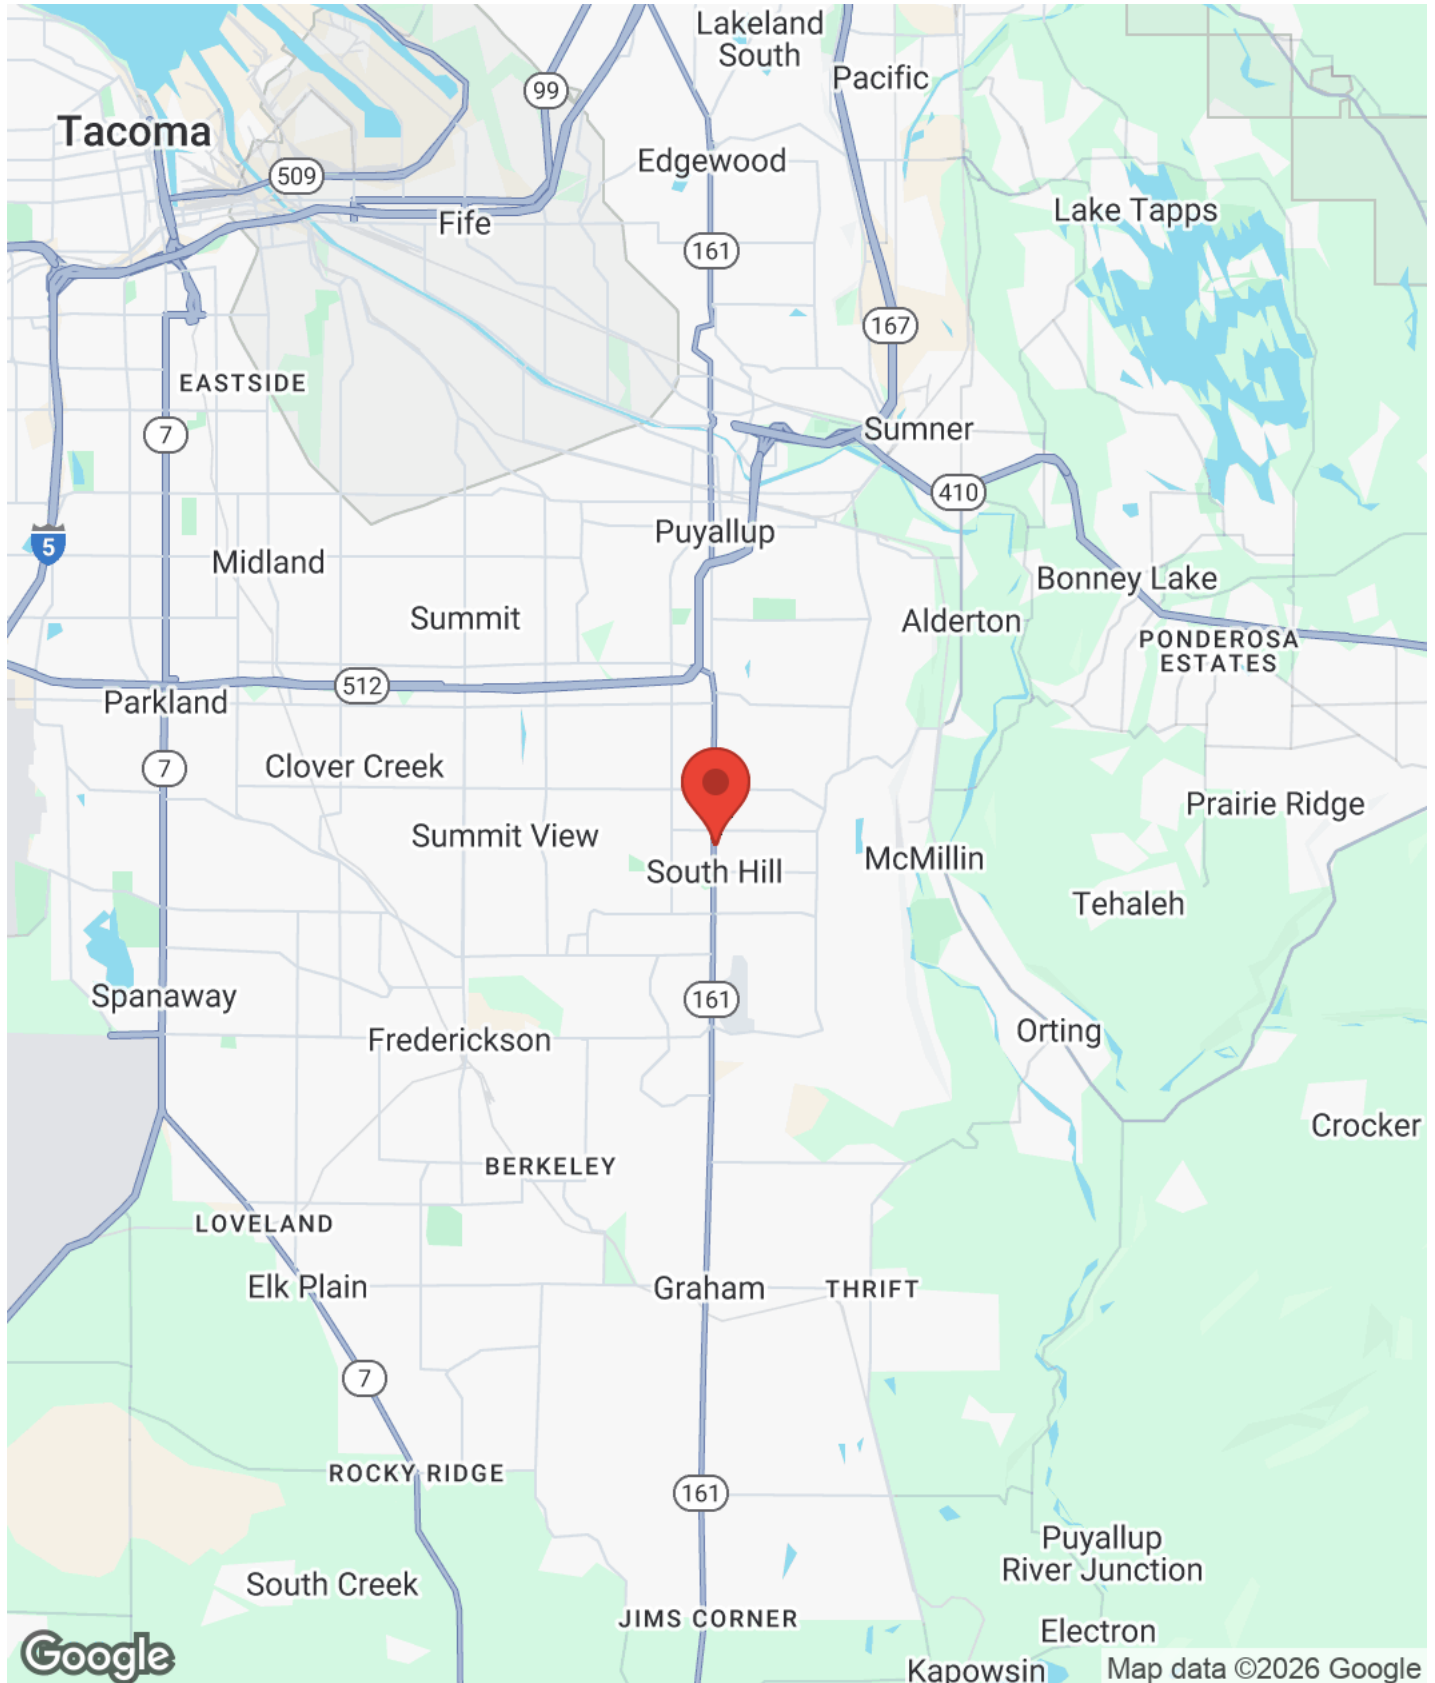 Lakeland
South
Pacific
99
Tacoma
Edgewood
509
Lake Tapps
Fife
161
167
EASTSIDE
7
Sumner
410
5
Puyallup
Midland
Bonney Lake
Summit
Alderton
PONDEROSA
ESTATES
512
Parkland
7
Clover Creek
Prairie Ridge
Summit View
McMillin
South Hill
Tehaleh
Spanaway
161
Frederickson
Orting
Crocker
BERKELEY
LOVELAND
Elk Plain
Graham
THRIFT
7
ROCKY RIDGE
161
Puyallup
River Junction
South Creek
JIMS CORNER
Electron
Google
Kapowsin
Map data ©2026 Google